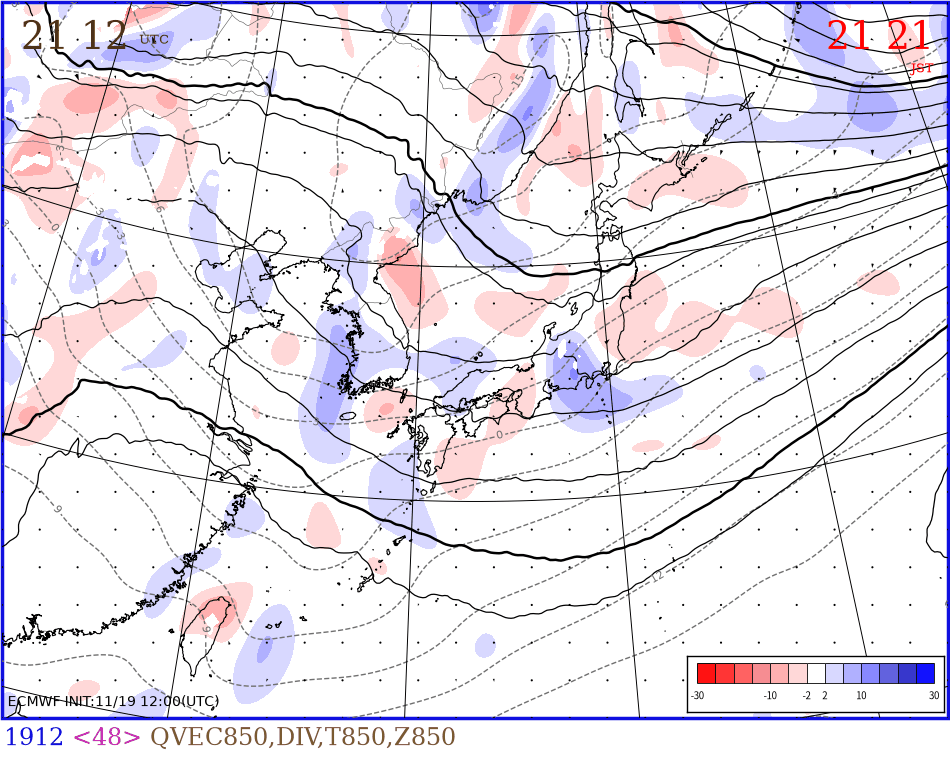 21 12 UTC
21 21
JST
ECMWF INIT:11/19 12:00(UTC)
-30 -10 -2 2 10 30
1912 <48> QVEC850,DIV,T850,Z850